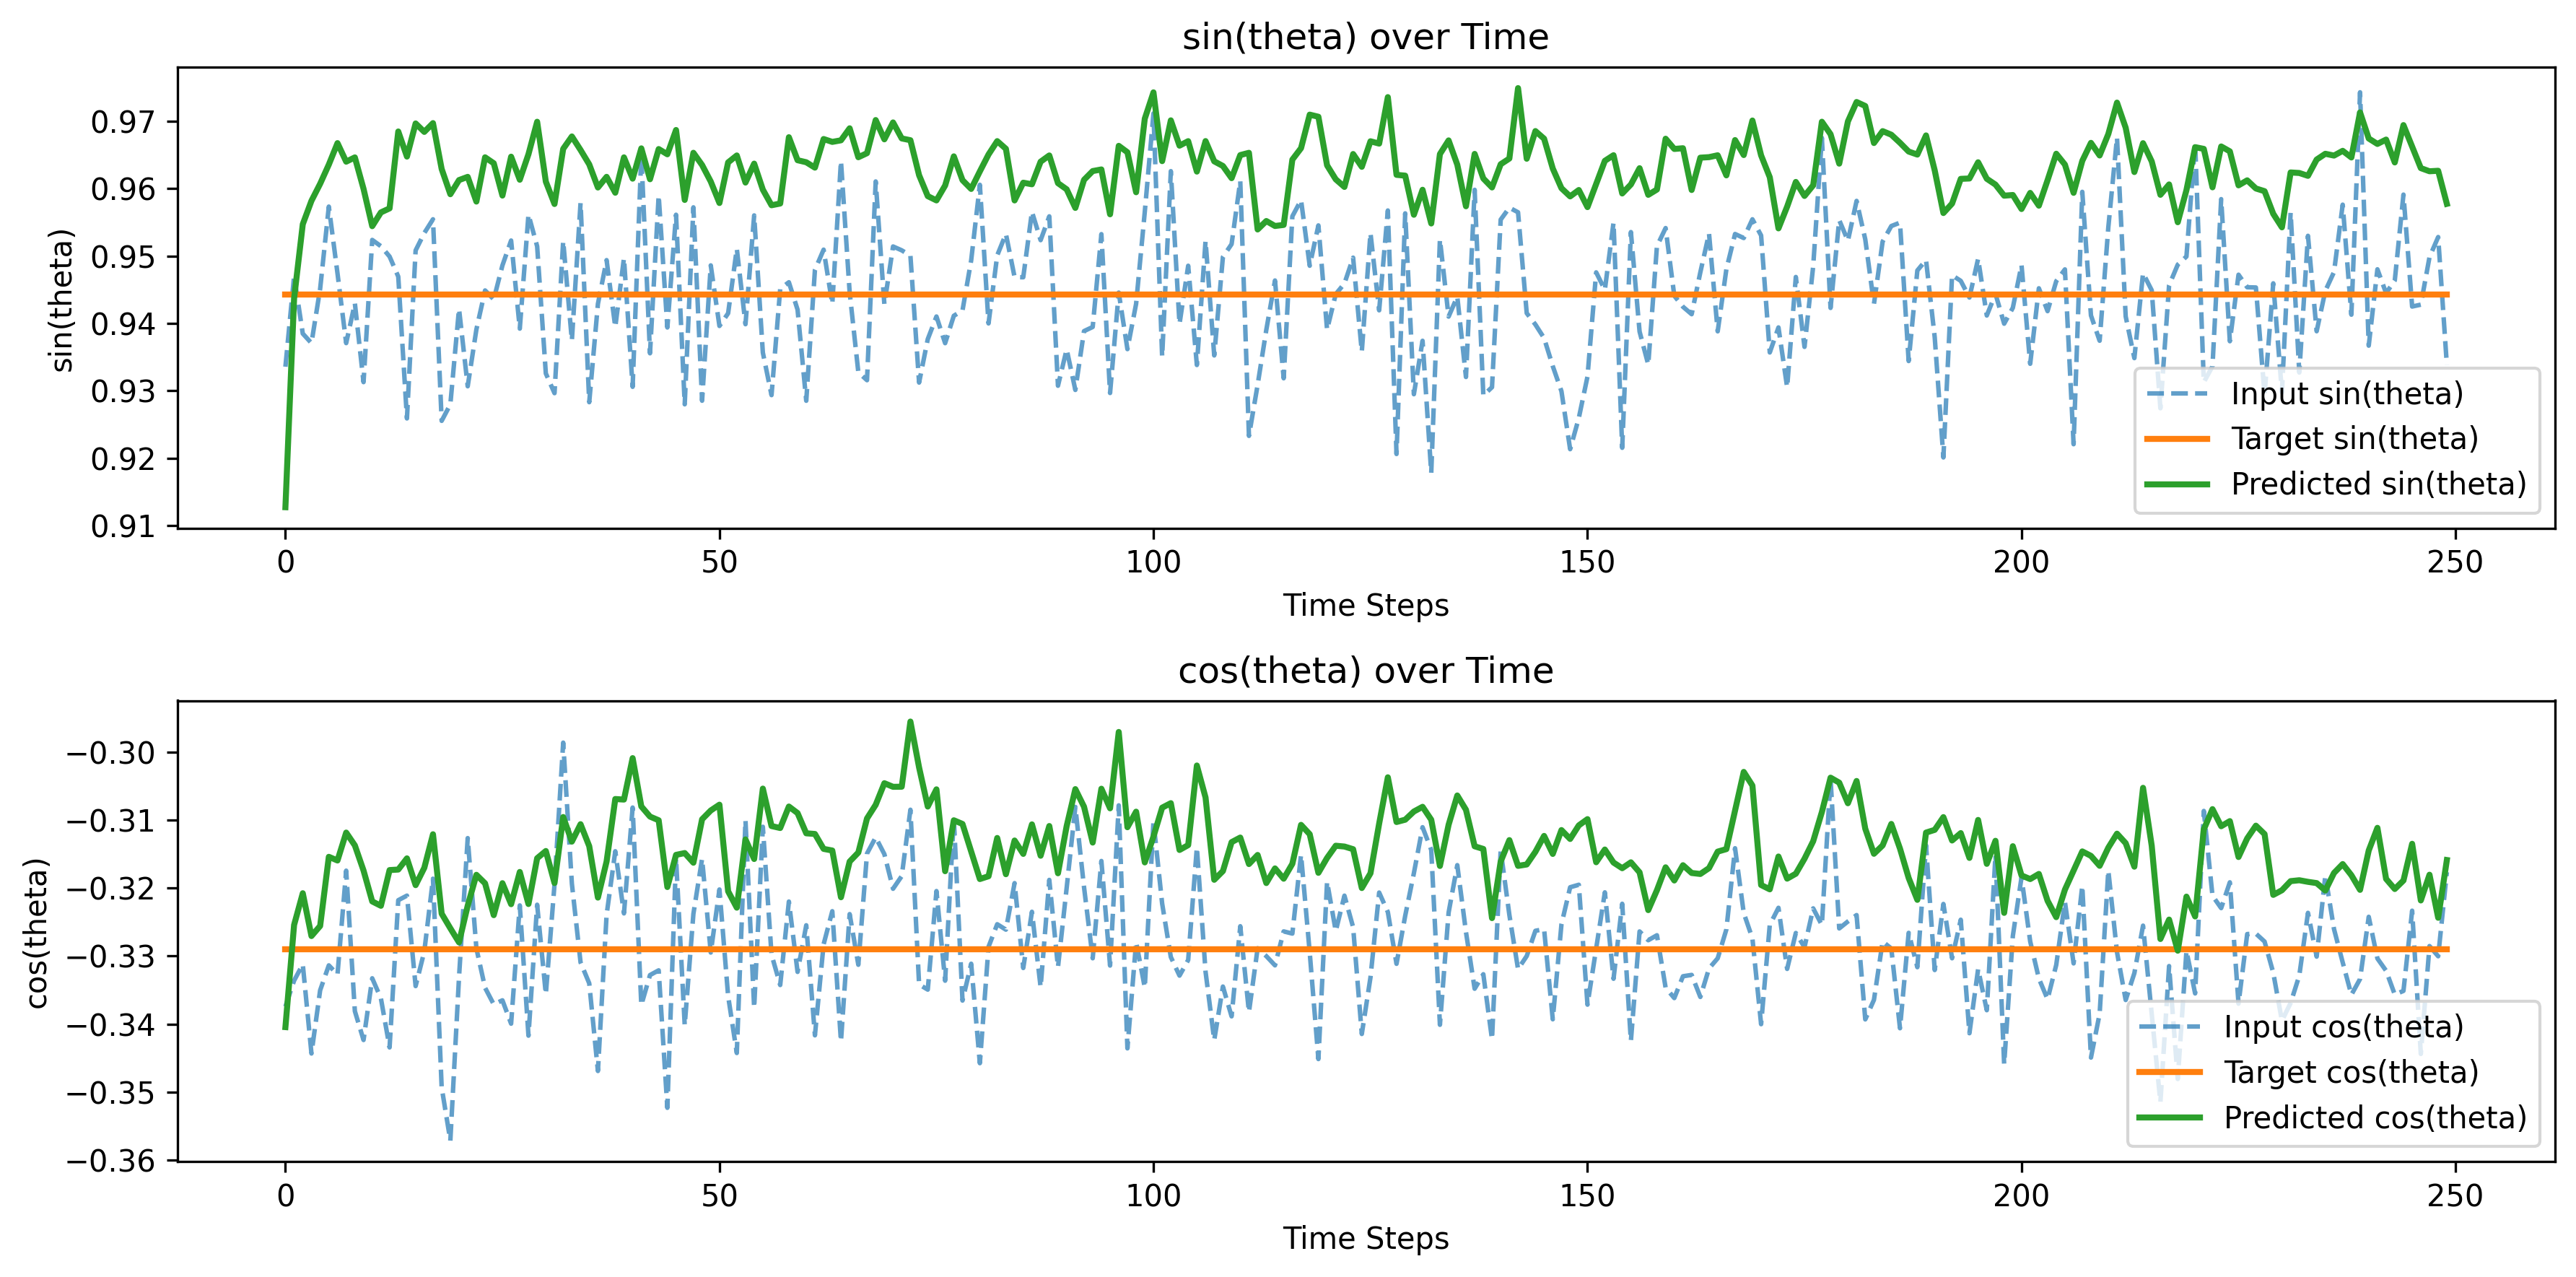 sin(theta) over Time
sin(theta)
0.97
0.96
0.95
0.94
0.93
0.92
0.91
Input sin(theta)
Target sin(theta)
Predicted sin(theta)
0 50 100 150 200 250
Time Steps
cos(theta) over Time
cos(theta)
−0.30
−0.31
−0.32
−0.33
−0.34
−0.35
−0.36
Input cos(theta)
Target cos(theta)
Predicted cos(theta)
0 50 100 150 200 250
Time Steps